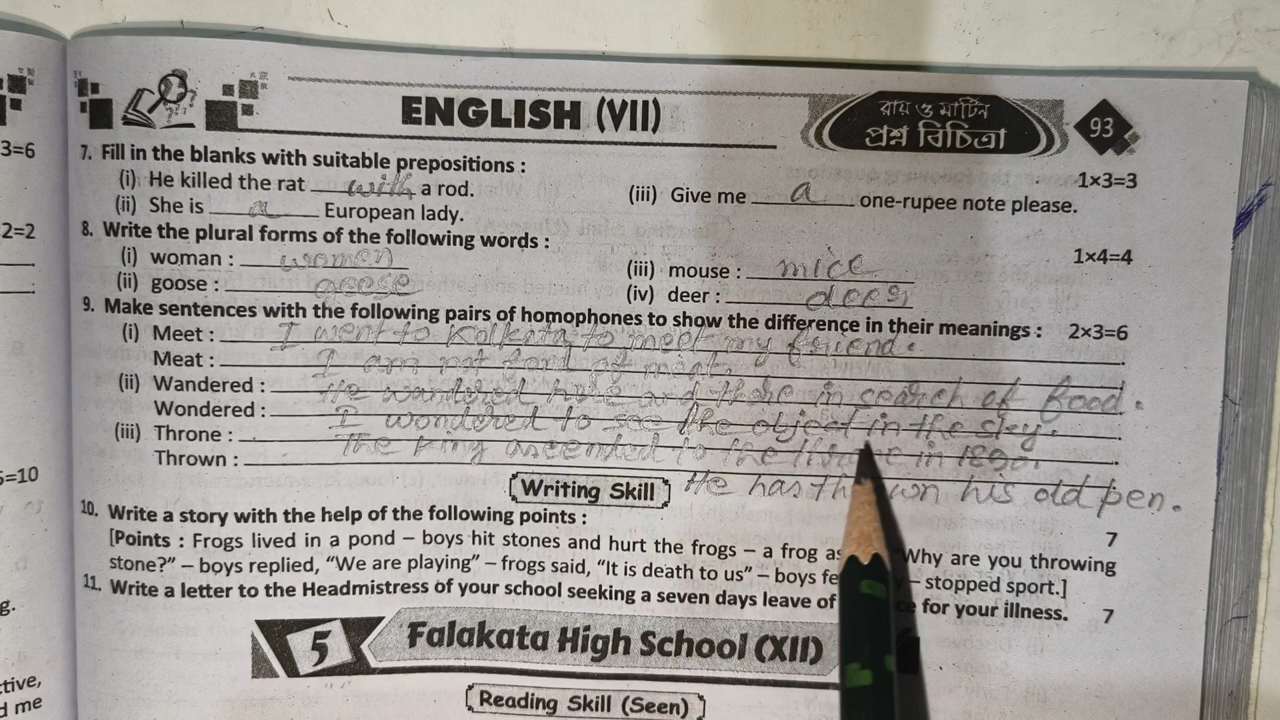 3=6
2=2
5=10
g.
tive,
d me
ENGLISH (VII)
রায় ও মার্টিন
প্রশ্ন বিচিত্রা
93
7. Fill in the blanks with suitable prepositions : 1×3=3
(i) He killed the rat with a rod.
(iii) Give me a one-rupee note please.
(ii) She is a European lady.
8. Write the plural forms of the following words : 1×4=4
(i) woman : women
(iii) mouse : mice
(ii) goose : geese
(iv) deer : deer
9. Make sentences with the following pairs of homophones to show the difference in their meanings : 2×3=6
(i) Meet : I went to Kolkata to meet my friend.
Meat : I am not fond of meat.
(ii) Wandered : He wandered here and there in search of food.
Wondered : I wondered to see the object in the sky.
(iii) Throne : The king ascended to the throne in 1890.
Thrown :
Writing Skill He has thrown his old pen.
10. Write a story with the help of the following points : 7
[Points : Frogs lived in a pond – boys hit stones and hurt the frogs – a frog as Why are you throwing
stone?” – boys replied, “We are playing” – frogs said, “It is death to us” – boys fe – stopped sport.]
11. Write a letter to the Headmistress of your school seeking a seven days leave of ce for your illness. 7
5 Falakata High School (XII)
Reading Skill (Seen)